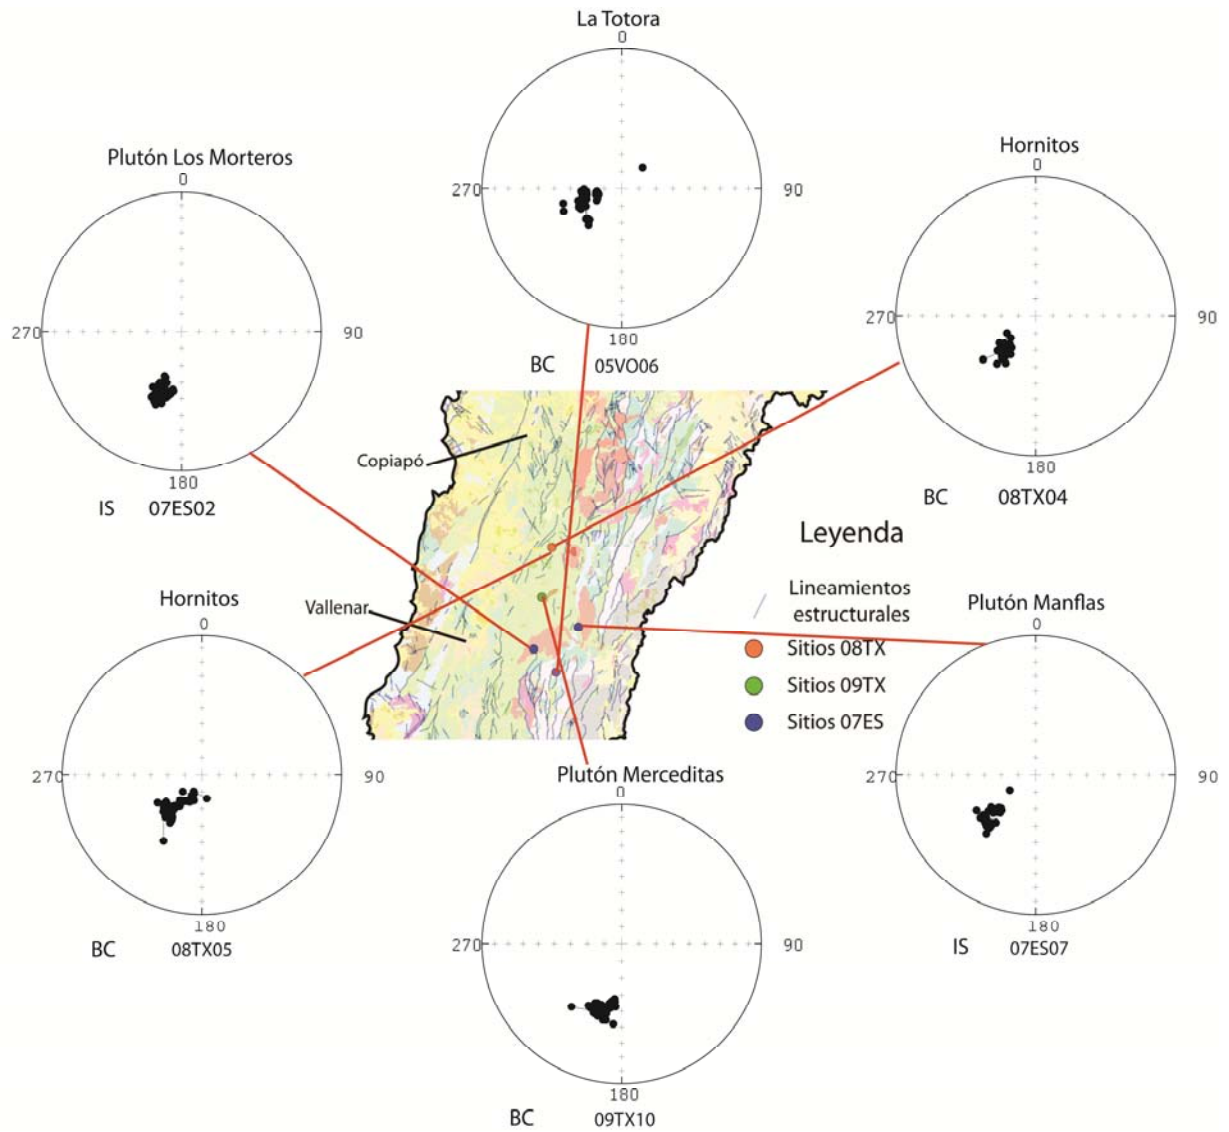 La Totora
0
270
90
180
BC 05VO06
Plutón Los Morteros
0
270
90
180
IS 07ES02
Hornitos
0
270
90
180
BC 08TX04
Copiapó
Vallenar
Leyenda
Lineamientos
estructurales
Sitios 08TX
Sitios 09TX
Sitios 07ES
Hornitos
0
270
90
180
BC 08TX05
Plutón Merceditas
0
270
90
180
BC 09TX10
Plutón Manflas
0
270
90
180
IS 07ES07